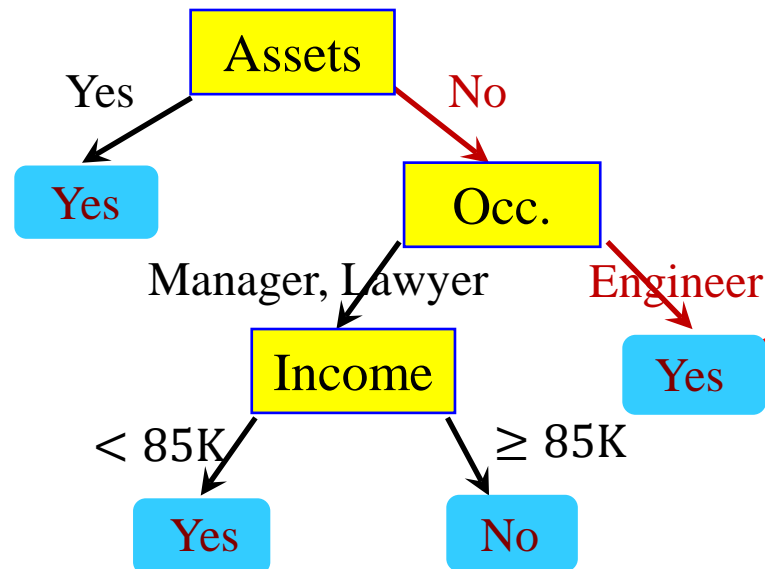 Assets
Yes
No
Yes
Occ.
Manager, Lawyer
Engineer
Income
Yes
< 85K
≥ 85K
Yes
No